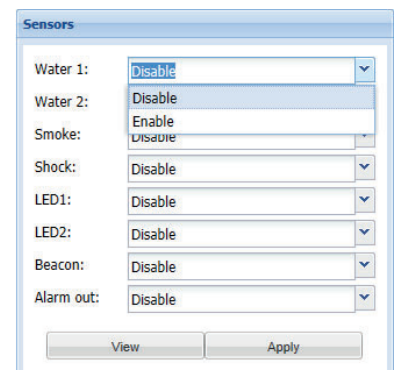 Sensors
Water 1: Disable
Water 2: Disable
Enable
Smoke: Disable
Shock: Disable
LED1: Disable
LED2: Disable
Beacon: Disable
Alarm out: Disable
View Apply